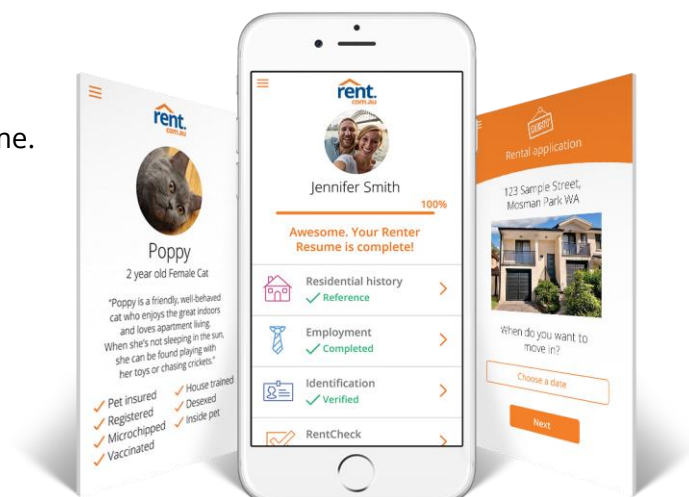 me.
rent.
com.au
Poppy
2 year old Female Cat
"Poppy is a friendly, well-behaved
cat who enjoys the great indoors
and loves apartment living.
When she's not sleeping in the sun,
she can be found playing with
her toys or chasing crickets."
Pet insured
Registered
Microchipped
Vaccinated
House trained
Desexed
Inside pet
rent.
com.au
Jennifer Smith
100%
Awesome. Your Renter
Resume is complete!
Residential history
Reference
Employment
Completed
Identification
Verified
RentCheck
Rental application
123 Sample Street,
Mosman Park WA
When do you want to
move in?
Choose a date
Next